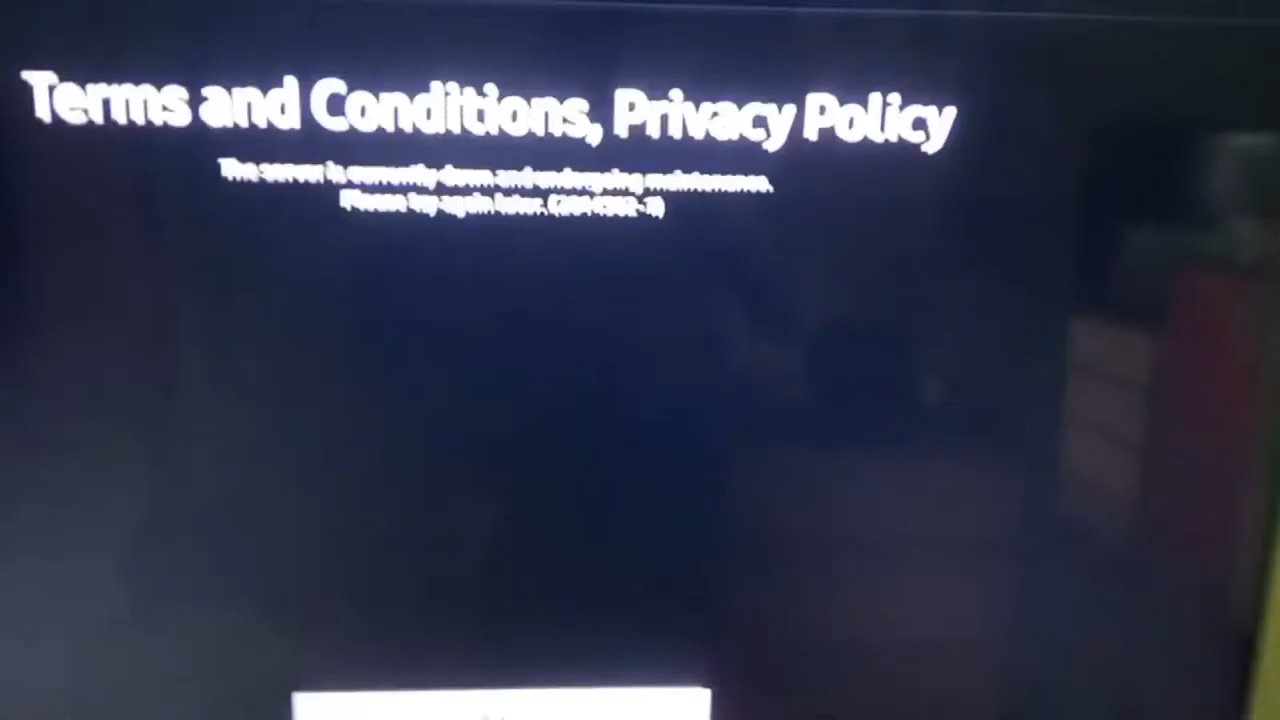 Terms and Conditions, Privacy Policy
The server is currently down and undergoing maintenance.
Please try again later.